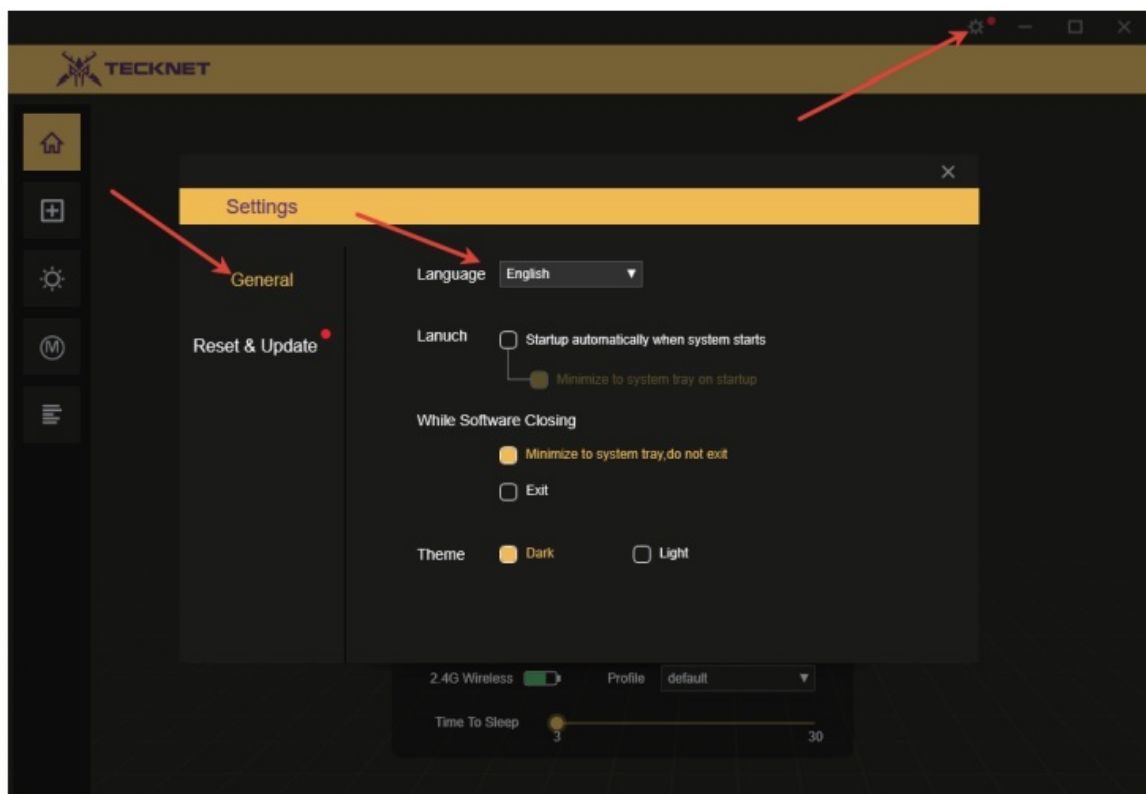 TECKNET
Settings
General
Reset & Update
Language English
Lanuch Startup automatically when system starts
Minimize to system tray on startup
While Software Closing
Minimize to system tray,do not exit
Exit
Theme Dark Light
2.4G Wireless Profile default
Time To Sleep
3 30
M